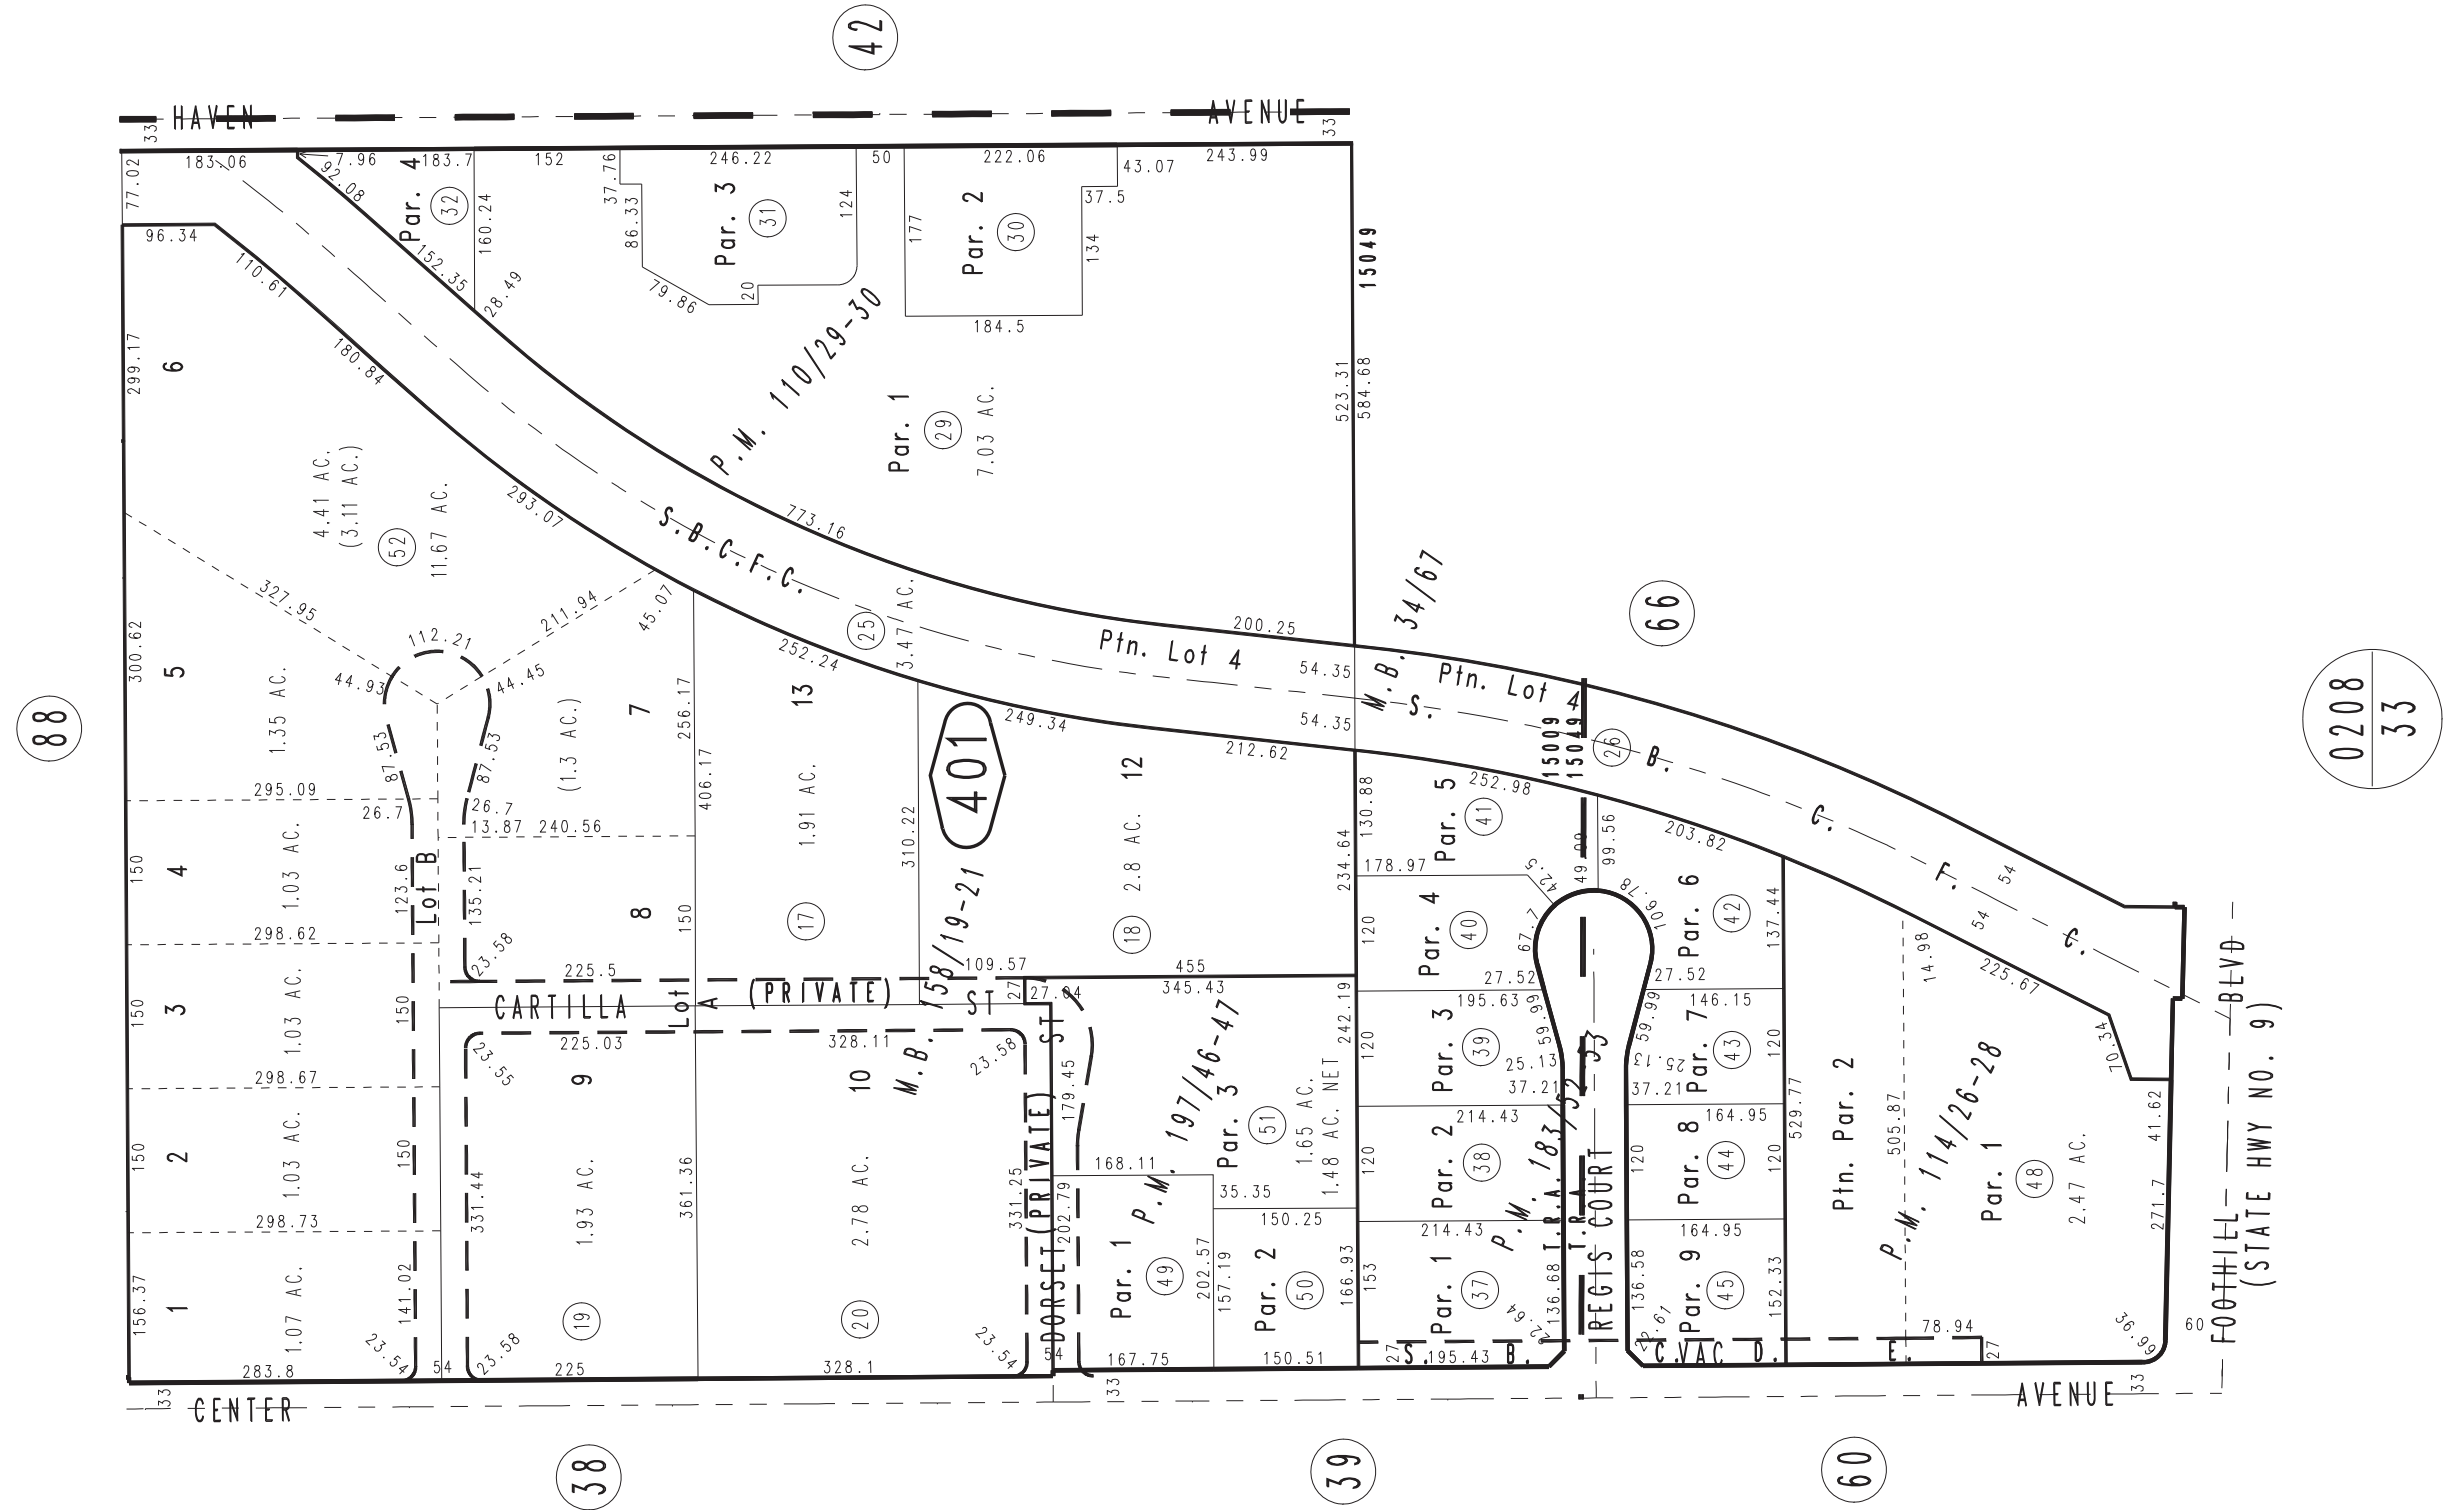 42
HAVEN
AVENUE
33
33
183.06
7.96
183.7
152
246.22
50
222.06
43.07
243.99
77.02
92.08
Par. 4
32
160.24
37.76
86.33
Par. 3
31
124
177
Par. 2
30
37.5
134
96.34
110.61
152.35
28.49
79.86
20
184.5
15049
299.17
6
180.84
P.M. 110/29-30
Par. 1
29
7.03 AC.
523.31
584.68
4.41 AC.
(3.11 AC.)
52
11.67 AC.
293.07
S.B.C.F.C.
773.16
327.95
211.94
45.07
112.21
44.93
44.45
25
3.47 AC.
252.24
Ptn. Lot 4
200.25
54.35
54.35
M.B. 34/67
Ptn. Lot 4
66
88
300.62
5
1.35 AC.
87.53
87.53
(1.3 AC.)
7
256.17
13
406.17
249.34
212.62
12
S.
B.
C.
F.
C.
15009
15049
26
252.98
0208
33
295.09
26.7
26.7
13.87
240.56
1.91 AC.
310.22
401
2.8 AC.
130.88
234.64
Par. 5
41
178.97
42.5
49.09
99.56
203.82
54
54
150
4
1.03 AC.
123.6
Lot B
135.21
8
150
17
18
120
Par. 4
40
67.7
106.78
Par. 6
42
137.44
298.62
23.58
225.5
109.57
455
345.43
27.52
27.52
14.98
225.67
CARTILLA
Lot A
(PRIVATE)
ST
27
27.04
M.B. 158/19-21
195.63
146.15
150
3
1.03 AC.
150
225.03
328.11
23.55
23.58
ST
242.19
120
Par. 3
39
59.99
59.99
25.13
25.13
37.21
37.21
Par. 7
43
120
70.34
298.67
9
10
179.45
P.M. 197/46-47
Par. 3
51
1.65 AC.
1.48 AC. NET
214.43
164.95
529.77
Ptn. Par. 2
505.87
P.M. 114/26-28
Par. 1
48
2.47 AC.
41.62
271.7
150
2
1.03 AC.
150
331.44
1.93 AC.
361.36
2.78 AC.
331.25
DORSET (PRIVATE)
202.79
168.11
35.35
150.25
120
Par. 2
38
P.M. 183/52-53
T.R.A.
T.R.A.
REGIS COURT
120
Par. 8
44
120
298.73
214.43
164.95
156.37
1
1.07 AC.
141.02
23.54
23.58
19
20
23.54
Par. 1
49
202.57
157.19
Par. 2
50
166.93
153
Par. 1
37
136.68
22.64
136.58
22.61
Par. 9
45
152.33
78.94
36.99
60
FOOTHILL BLVD
(STATE HWY NO. 9)
283.8
54
225
328.1
54
167.75
150.51
27
S.
195.43
B.
C.
VAC
D.
E.
27
33
CENTER
33
AVENUE
33
38
39
60